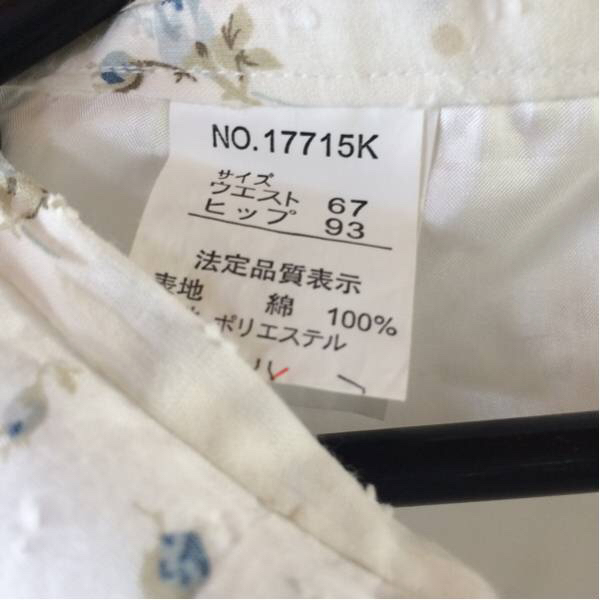 NO.17715K
サイズ
ウエスト 67
ヒップ 93
法定品質表示
表地 綿 100%
ポリエステル